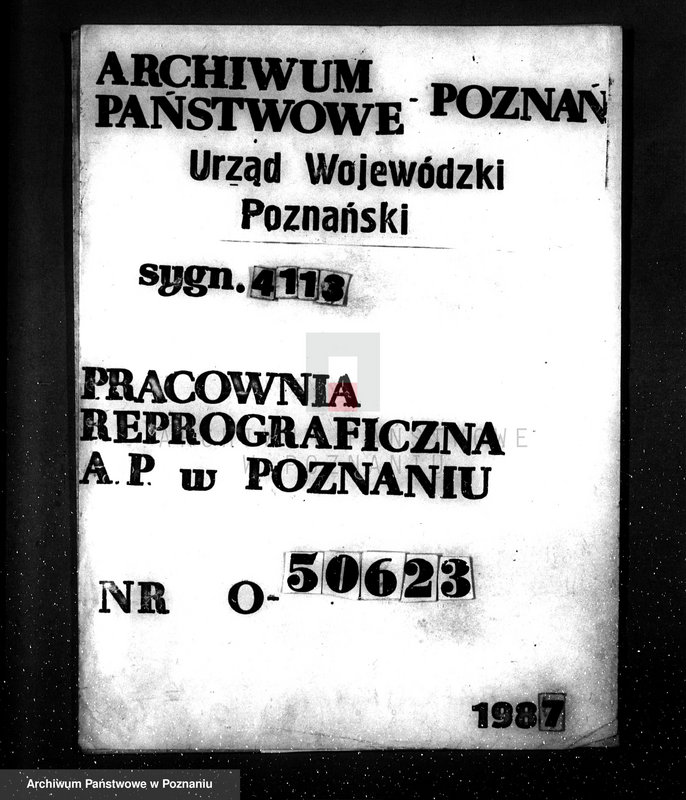 ARCHIWUM
PAŃSTWOWE - POZNAŃ
Urząd Wojewódzki
Poznański
sygn. 4113
PRACOWNIA
REPROGRAFICZNA
A.P. w POZNANIU
NR O-50623
1987
Archiwum Państwowe w Poznaniu